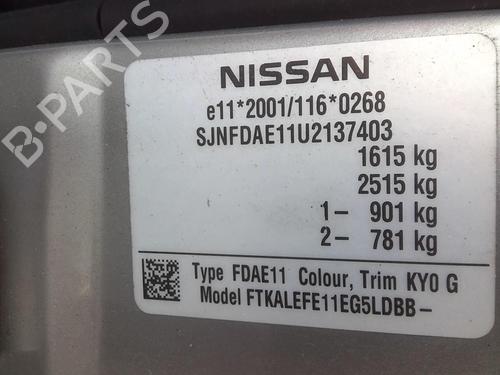 NISSAN
e11*2001/116*0268
SJNFDAE11U2137403
1615 kg
2515 kg
1- 901 kg
2- 781 kg
Type FDAE11 Colour, Trim KY0 G
Model FTKALEFE11EG5LDBB-
B-PARTS